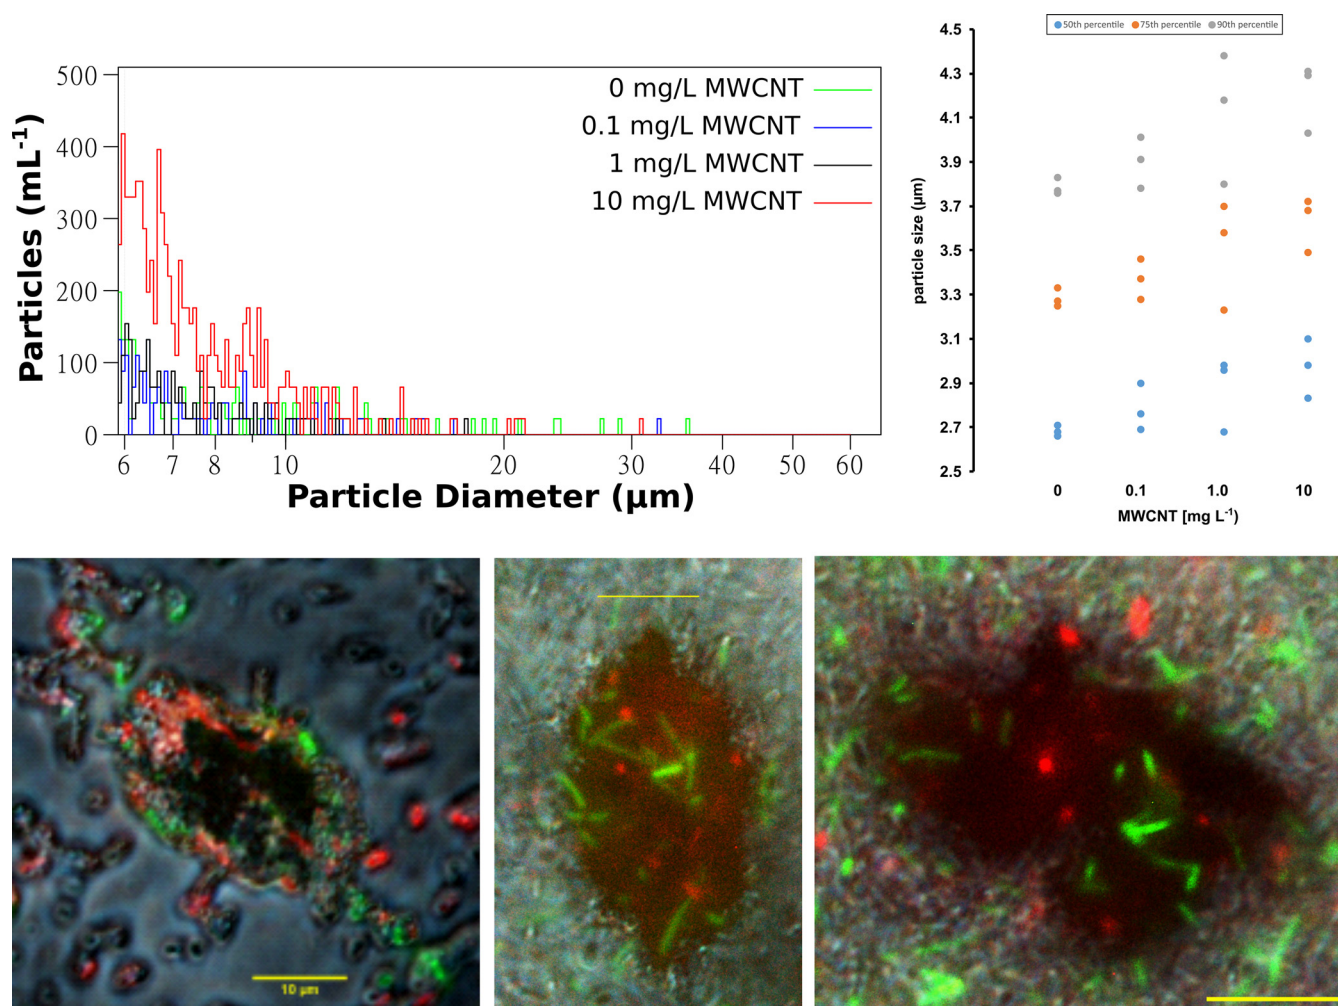 500
400
300
200
100
0
Particles (mL-1)
0 mg/L MWCNT
0.1 mg/L MWCNT
1 mg/L MWCNT
10 mg/L MWCNT
6 7 8 10 20 30 40 50 60
Particle Diameter (µm)
50th percentile 75th percentile 90th percentile
4.5
4.3
4.1
3.9
3.7
3.5
3.3
3.1
2.9
2.7
2.5
particle size (µm)
0 0.1 1.0 10
MWCNT [mg L-1)
10 µm